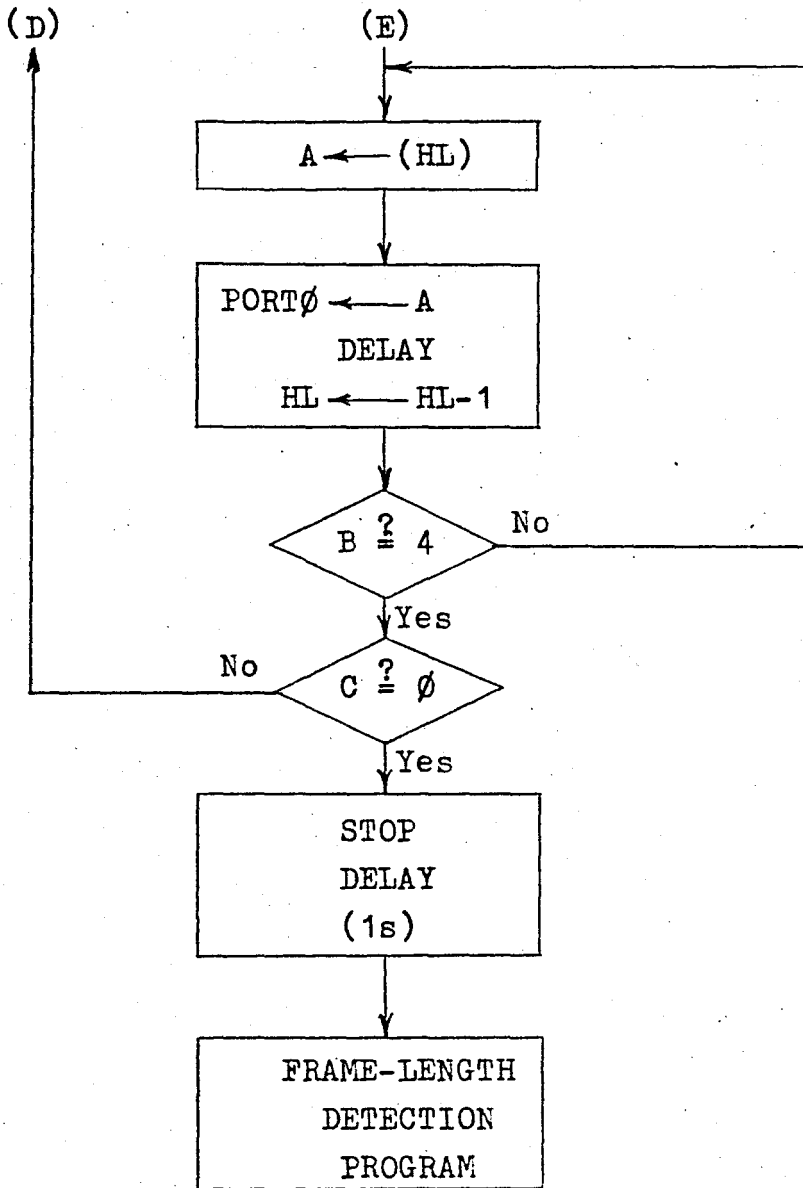 (D)
(E)
A ← (HL)
PORTØ ← A
DELAY
HL ← HL-1
B ≟ 4
No
Yes
No
C ≟ Ø
Yes
STOP
DELAY
(1s)
FRAME-LENGTH
DETECTION
PROGRAM